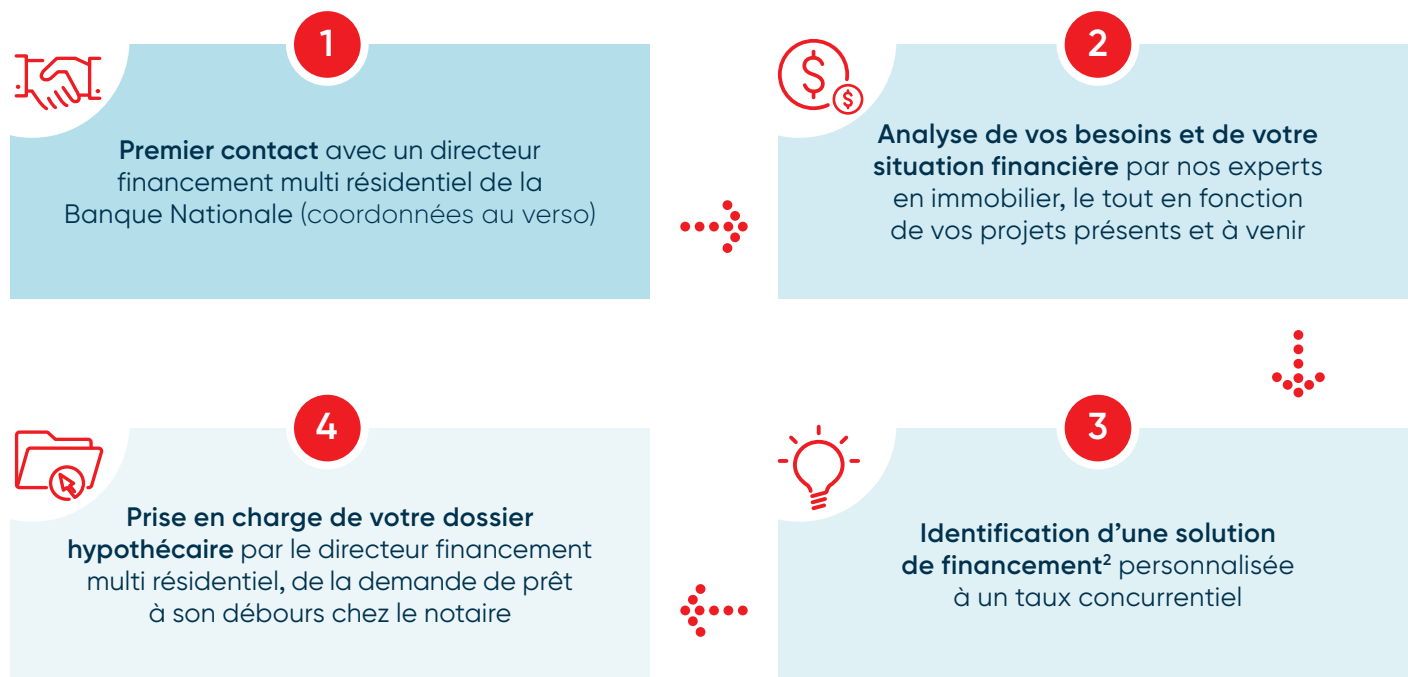 1
Premier contact avec un directeur
financement multi résidentiel de la
Banque Nationale (coordonnées au verso)
2
Analyse de vos besoins et de votre
situation financière par nos experts
en immobilier, le tout en fonction
de vos projets présents et à venir
3
Identification d’une solution
de financement² personnalisée
à un taux concurrentiel
4
Prise en charge de votre dossier
hypothécaire par le directeur financement
multi résidentiel, de la demande de prêt
à son débours chez le notaire